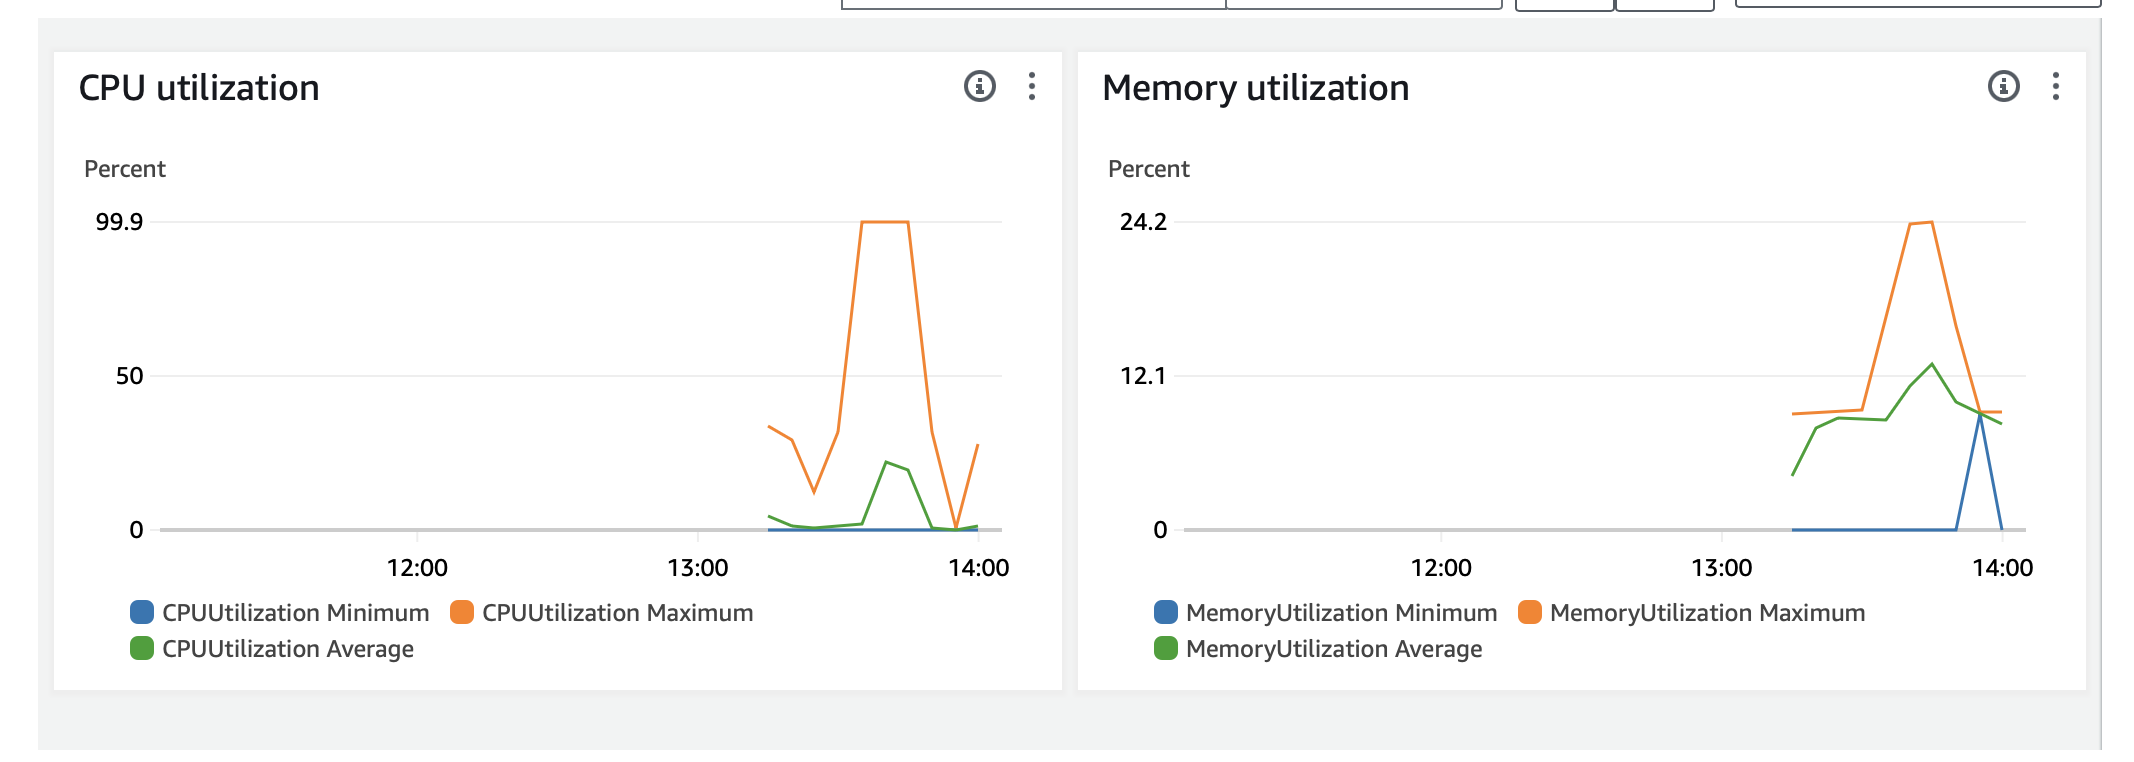 CPU utilization
Percent
99.9
50
0
12:00 13:00 14:00
CPUUtilization Minimum CPUUtilization Maximum
CPUUtilization Average
Memory utilization
Percent
24.2
12.1
0
12:00 13:00 14:00
MemoryUtilization Minimum MemoryUtilization Maximum
MemoryUtilization Average